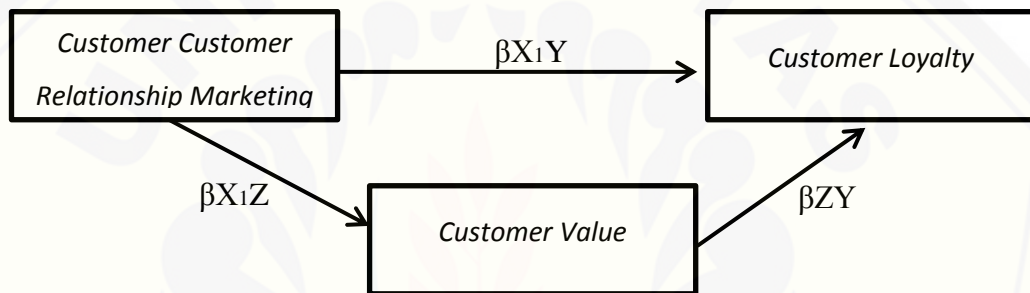 Customer Customer
Relationship Marketing
βX₁Y
Customer Loyalty
βX₁Z
Customer Value
βZY